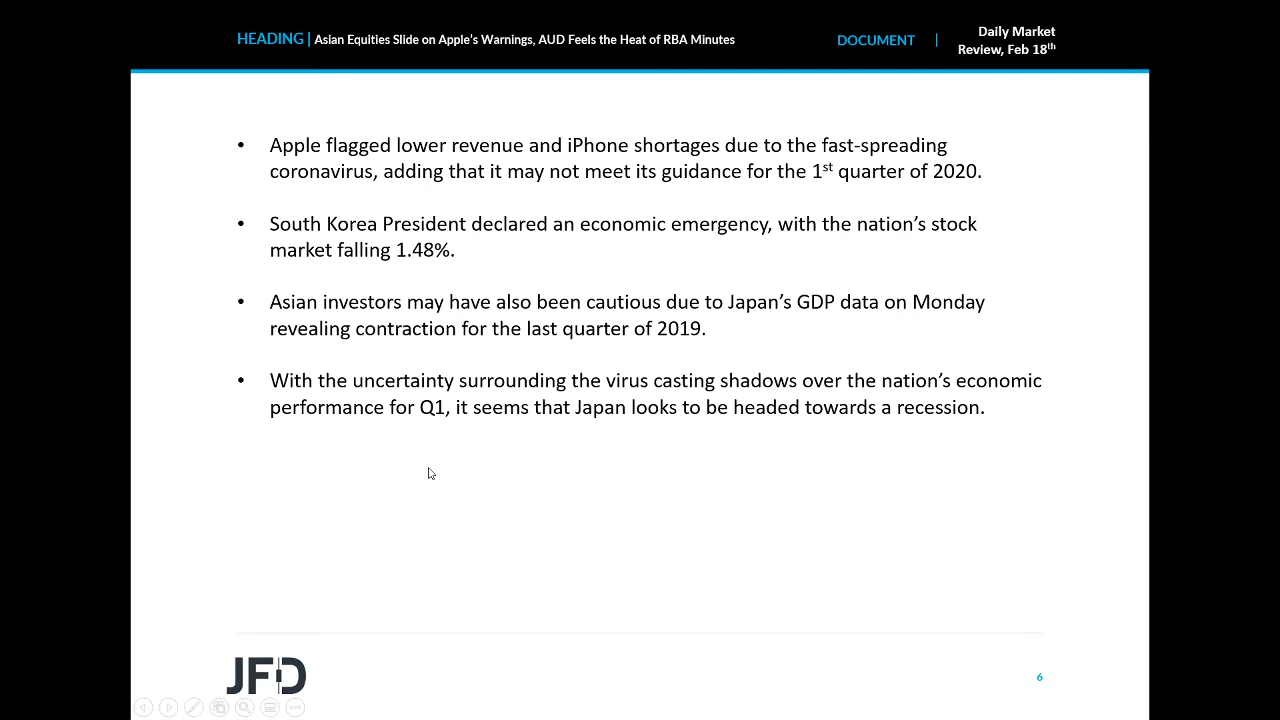 HEADING | Asian Equities Slide on Apple's Warnings, AUD Feels the Heat of RBA Minutes
DOCUMENT | Daily Market
Review, Feb 18th
• Apple flagged lower revenue and iPhone shortages due to the fast-spreading
coronavirus, adding that it may not meet its guidance for the 1st quarter of 2020.
• South Korea President declared an economic emergency, with the nation's stock
market falling 1.48%.
• Asian investors may have also been cautious due to Japan's GDP data on Monday
revealing contraction for the last quarter of 2019.
• With the uncertainty surrounding the virus casting shadows over the nation's economic
performance for Q1, it seems that Japan looks to be headed towards a recession.
JFD
6